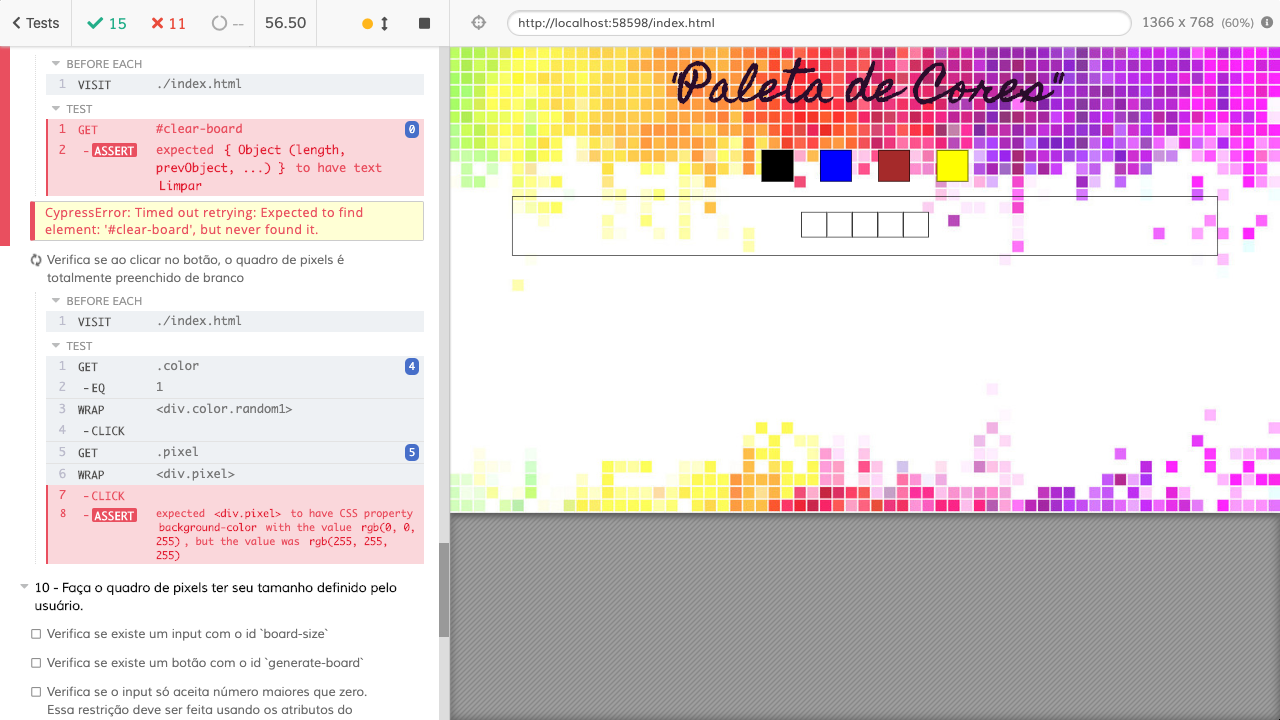 Tests
15
11
--
56.50
http://localhost:58598/index.html
1366 x 768 (60%)
BEFORE EACH
1 VISIT ./index.html
TEST
1 GET #clear-board 0
2 - ASSERT expected { Object (length,
prevObject, ...) } to have text
Limpar
CypressError: Timed out retrying: Expected to find
element: '#clear-board', but never found it.
Verifica se ao clicar no botão, o quadro de pixels é
totalmente preenchido de branco
BEFORE EACH
1 VISIT ./index.html
TEST
1 GET .color 4
2 - EQ 1
3 WRAP <div.color.random1>
4 - CLICK
5 GET .pixel 5
6 WRAP <div.pixel>
7 - CLICK
8 - ASSERT expected <div.pixel> to have CSS property
background-color with the value rgb(0, 0,
255) , but the value was rgb(255, 255,
255)
10 - Faça o quadro de pixels ter seu tamanho definido pelo
usuário.
Verifica se existe um input com o id `board-size`
Verifica se existe um botão com o id `generate-board`
Verifica se o input só aceita número maiores que zero.
Essa restrição deve ser feita usando os atributos do
"Paleta de Cores"